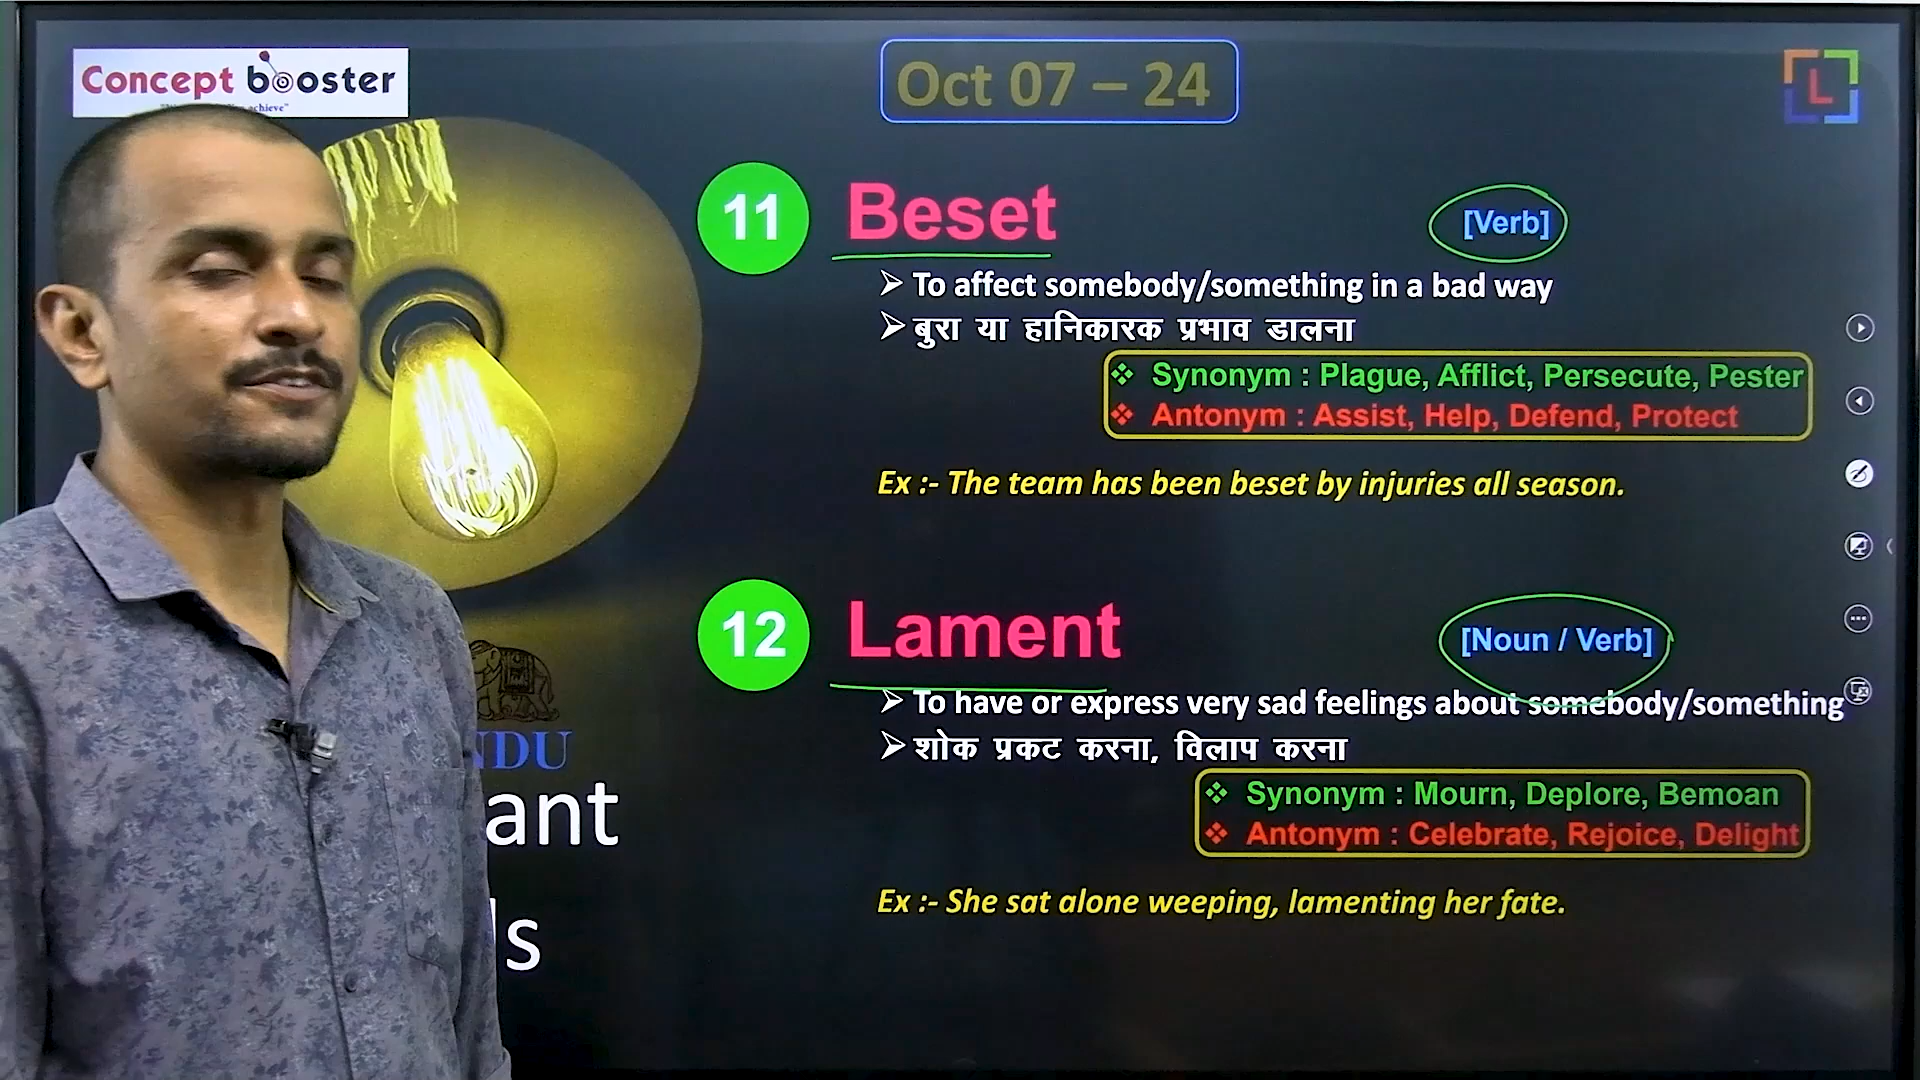 Concept booster
achieve"
Oct 07 – 24
L
11 Beset [Verb]
➢ To affect somebody/something in a bad way
➢ बुरा या हानिकारक प्रभाव डालना
❖ Synonym : Plague, Afflict, Persecute, Pester
❖ Antonym : Assist, Help, Defend, Protect
Ex :- The team has been beset by injuries all season.
12 Lament [Noun / Verb]
➢ To have or express very sad feelings about somebody/something
➢ शोक प्रकट करना, विलाप करना
❖ Synonym : Mourn, Deplore, Bemoan
❖ Antonym : Celebrate, Rejoice, Delight
Ex :- She sat alone weeping, lamenting her fate.
NDU
ant
ls